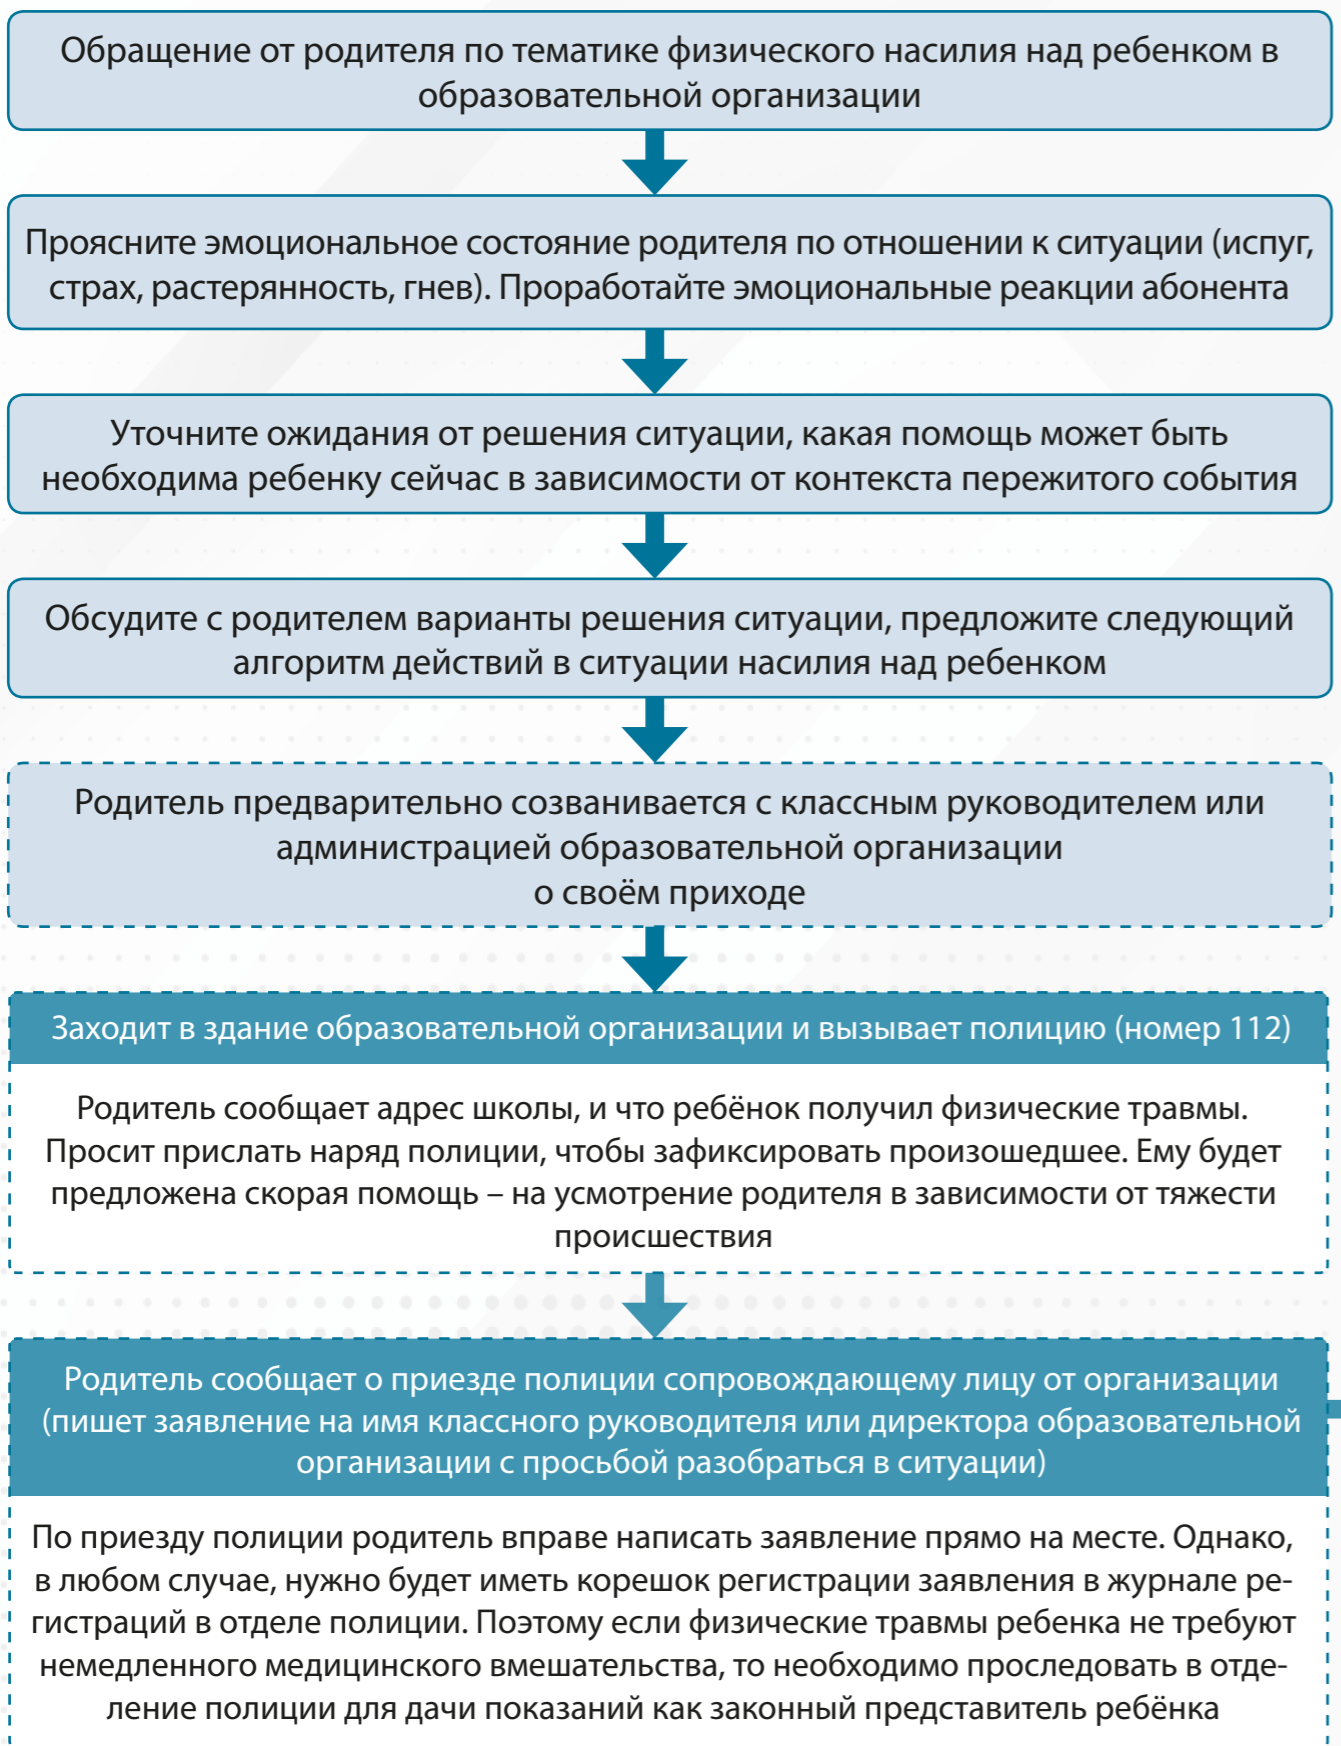 Обращение от родителя по тематике физического насилия над ребенком в
образовательной организации
Проясните эмоциональное состояние родителя по отношении к ситуации (испуг,
страх, растерянность, гнев). Проработайте эмоциональные реакции абонента
Уточните ожидания от решения ситуации, какая помощь может быть
необходима ребенку сейчас в зависимости от контекста пережитого события
Обсудите с родителем варианты решения ситуации, предложите следующий
алгоритм действий в ситуации насилия над ребенком
Родитель предварительно созванивается с классным руководителем или
администрацией образовательной организации
о своём приходе
Заходит в здание образовательной организации и вызывает полицию (номер 112)
Родитель сообщает адрес школы, и что ребёнок получил физические травмы.
Просит прислать наряд полиции, чтобы зафиксировать произошедшее. Ему будет
предложена скорая помощь – на усмотрение родителя в зависимости от тяжести
происшествия
Родитель сообщает о приезде полиции сопровождающему лицу от организации
(пишет заявление на имя классного руководителя или директора образовательной
организации с просьбой разобраться в ситуации)
По приезду полиции родитель вправе написать заявление прямо на месте. Однако,
в любом случае, нужно будет иметь корешок регистрации заявления в журнале ре-
гистраций в отделе полиции. Поэтому если физические травмы ребенка не требуют
немедленного медицинского вмешательства, то необходимо проследовать в отде-
ление полиции для дачи показаний как законный представитель ребёнка